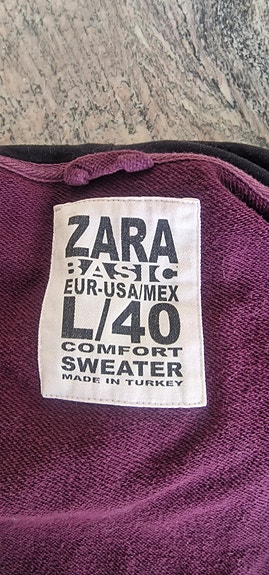 ZARA
BASIC
EUR-USA/MEX
L/40
COMFORT
SWEATER
MADE IN TURKEY